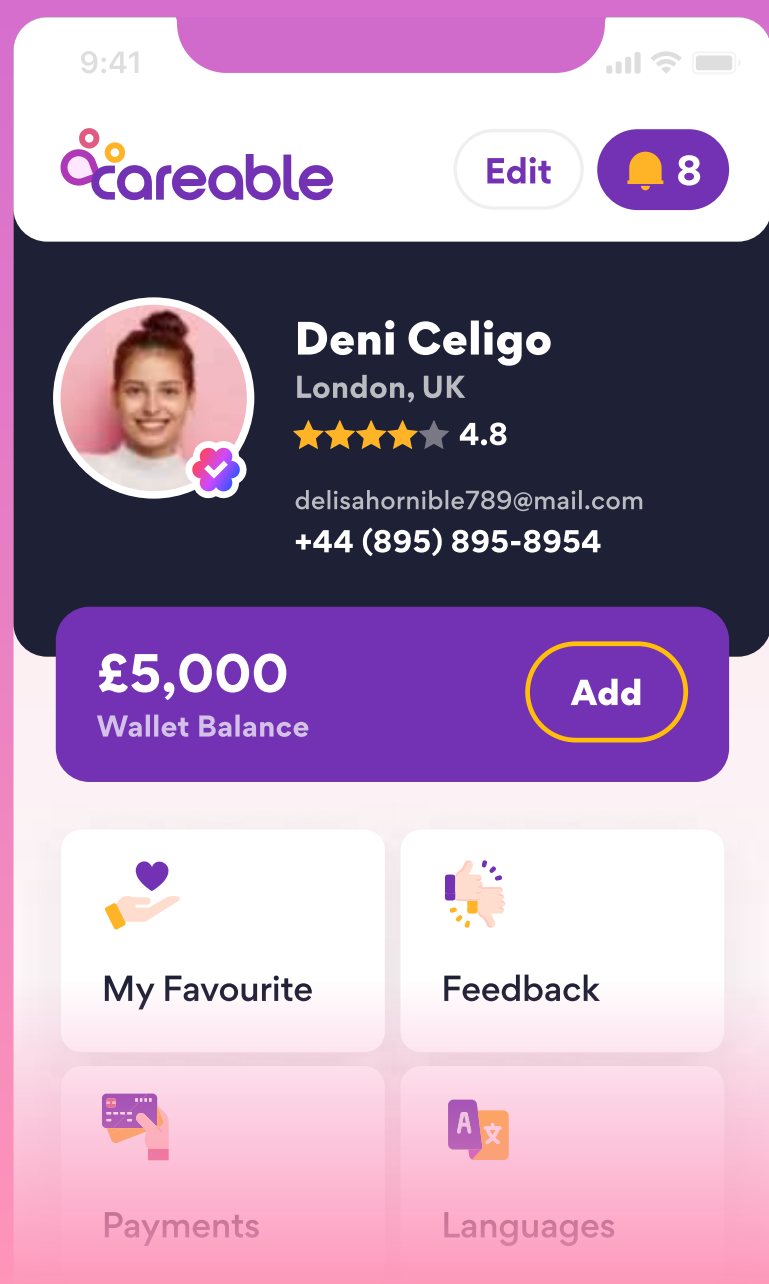 9:41
careable
Edit
8
Deni Celigo
London, UK
4.8
delisahornible789@mail.com
+44 (895) 895-8954
£5,000
Wallet Balance
Add
My Favourite
Feedback
A 文
Payments
Languages